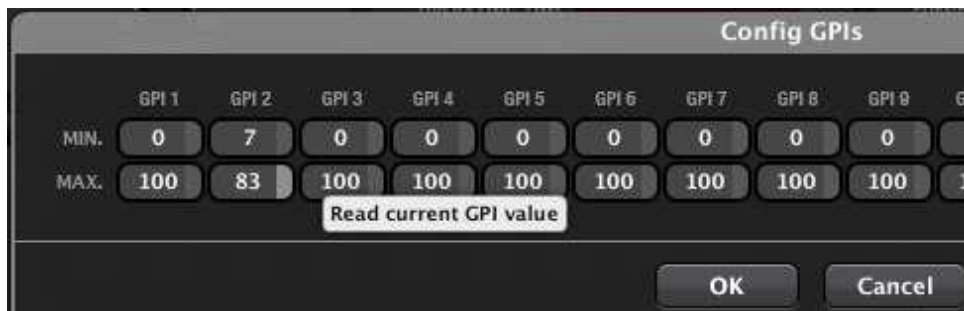 Config GPIs
GPI 1 GPI 2 GPI 3 GPI 4 GPI 5 GPI 6 GPI 7 GPI 8 GPI 9
MIN. 0 7 0 0 0 0 0 0 0
MAX. 100 83 100 100 100 100 100 100 100
Read current GPI value
OK Cancel